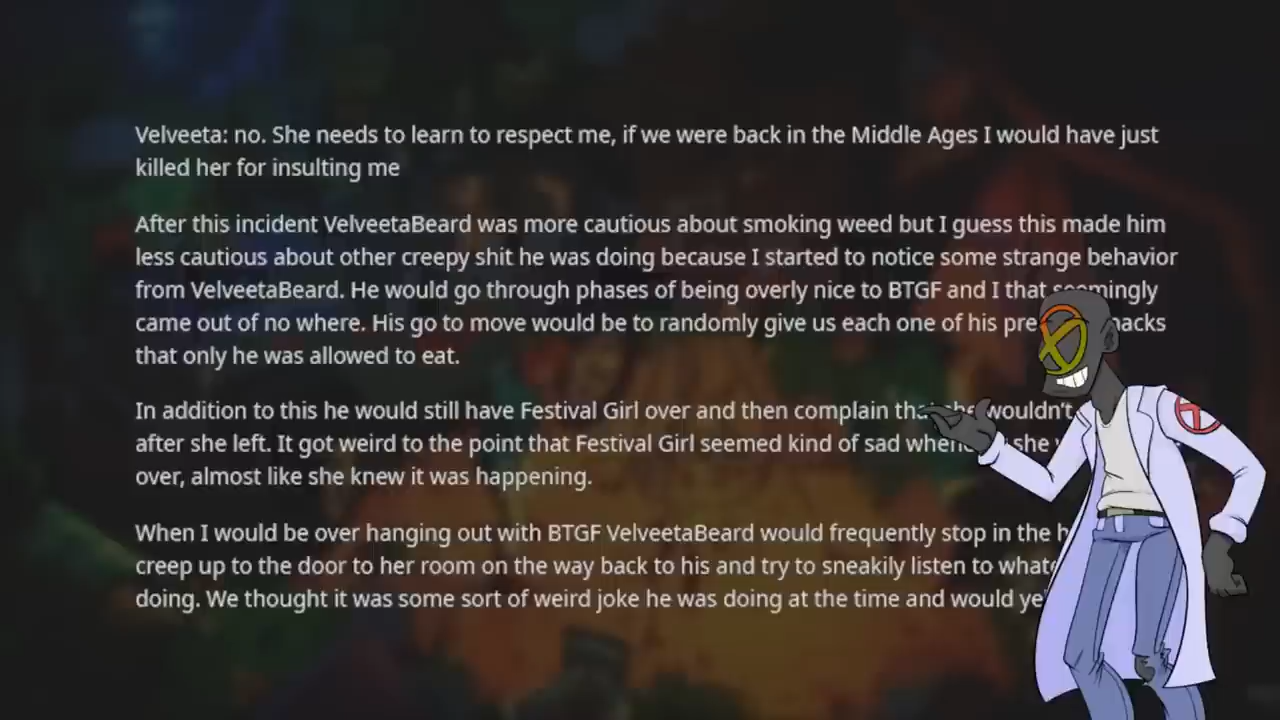 Velveeta: no. She needs to learn to respect me, if we were back in the Middle Ages I would have just
killed her for insulting me
After this incident VelveetaBeard was more cautious about smoking weed but I guess this made him
less cautious about other creepy shit he was doing because I started to notice some strange behavior
from VelveetaBeard. He would go through phases of being overly nice to BTGF and I that seemingly
came out of no where. His go to move would be to randomly give us each one of his
that only he was allowed to eat.
In addition to this he would still have Festival Girl over and then complain that she wouldn't
after she left. It got weird to the point that Festival Girl seemed kind of sad she
over, almost like she knew it was happening.
When I would be over hanging out with BTGF VelveetaBeard would frequently stop in the
creep up to the door to her room on the way back to his and try to sneakily listen to
doing. We thought it was some sort of weird joke he was doing at the time and would